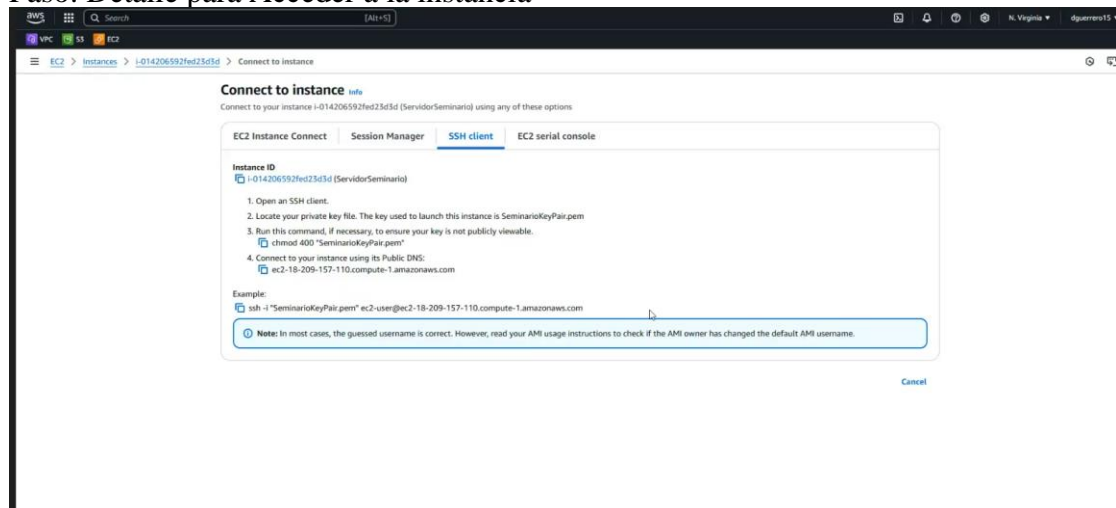 Paso: Detalle para Acceder a la instancia
aws
Search
[Alt+S]
N. Virginia
dguerrero15
VPC
S3
EC2
EC2 > Instances > i-014206592fed23d3d > Connect to instance
Connect to instance Info
Connect to your instance i-014206592fed23d3d (ServidorSeminario) using any of these options
EC2 Instance Connect
Session Manager
SSH client
EC2 serial console
Instance ID
i-014206592fed23d3d (ServidorSeminario)
1. Open an SSH client.
2. Locate your private key file. The key used to launch this instance is SeminarioKeyPair.pem
3. Run this command, if necessary, to ensure your key is not publicly viewable.
chmod 400 "SeminarioKeyPair.pem"
4. Connect to your instance using its Public DNS:
ec2-18-209-157-110.compute-1.amazonaws.com
Example:
ssh -i "SeminarioKeyPair.pem" ec2-user@ec2-18-209-157-110.compute-1.amazonaws.com
Note: In most cases, the guessed username is correct. However, read your AMI usage instructions to check if the AMI owner has changed the default AMI username.
Cancel